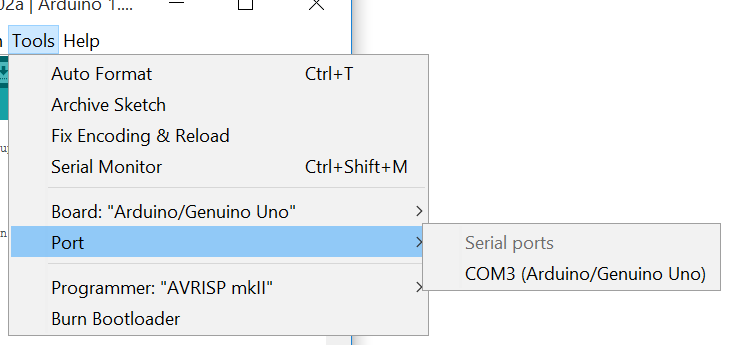 02a | Arduino 1....
Tools Help
Auto Format Ctrl+T
Archive Sketch
Fix Encoding & Reload
Serial Monitor Ctrl+Shift+M
Board: "Arduino/Genuino Uno"
Port
Serial ports
COM3 (Arduino/Genuino Uno)
Programmer: "AVRISP mkII"
Burn Bootloader